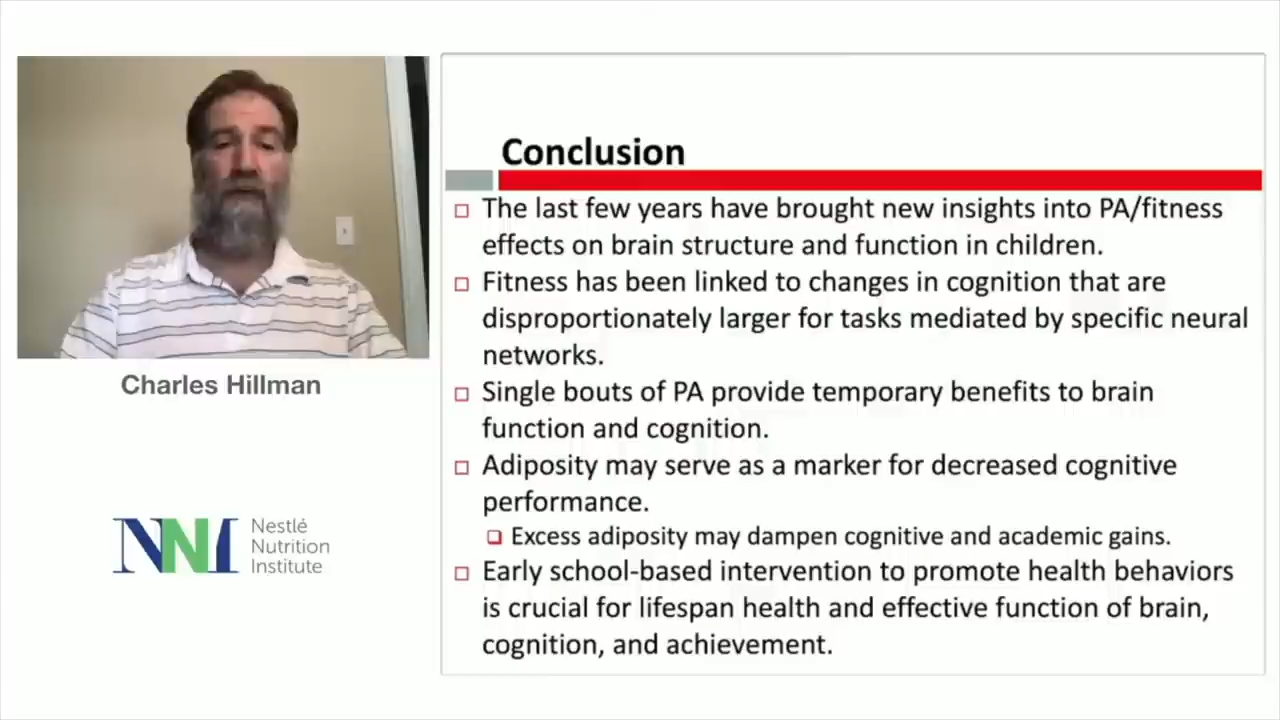 Charles Hillman
NNI
Nestlé
Nutrition
Institute
Conclusion
The last few years have brought new insights into PA/fitness
effects on brain structure and function in children.
Fitness has been linked to changes in cognition that are
disproportionately larger for tasks mediated by specific neural
networks.
Single bouts of PA provide temporary benefits to brain
function and cognition.
Adiposity may serve as a marker for decreased cognitive
performance.
Excess adiposity may dampen cognitive and academic gains.
Early school-based intervention to promote health behaviors
is crucial for lifespan health and effective function of brain,
cognition, and achievement.